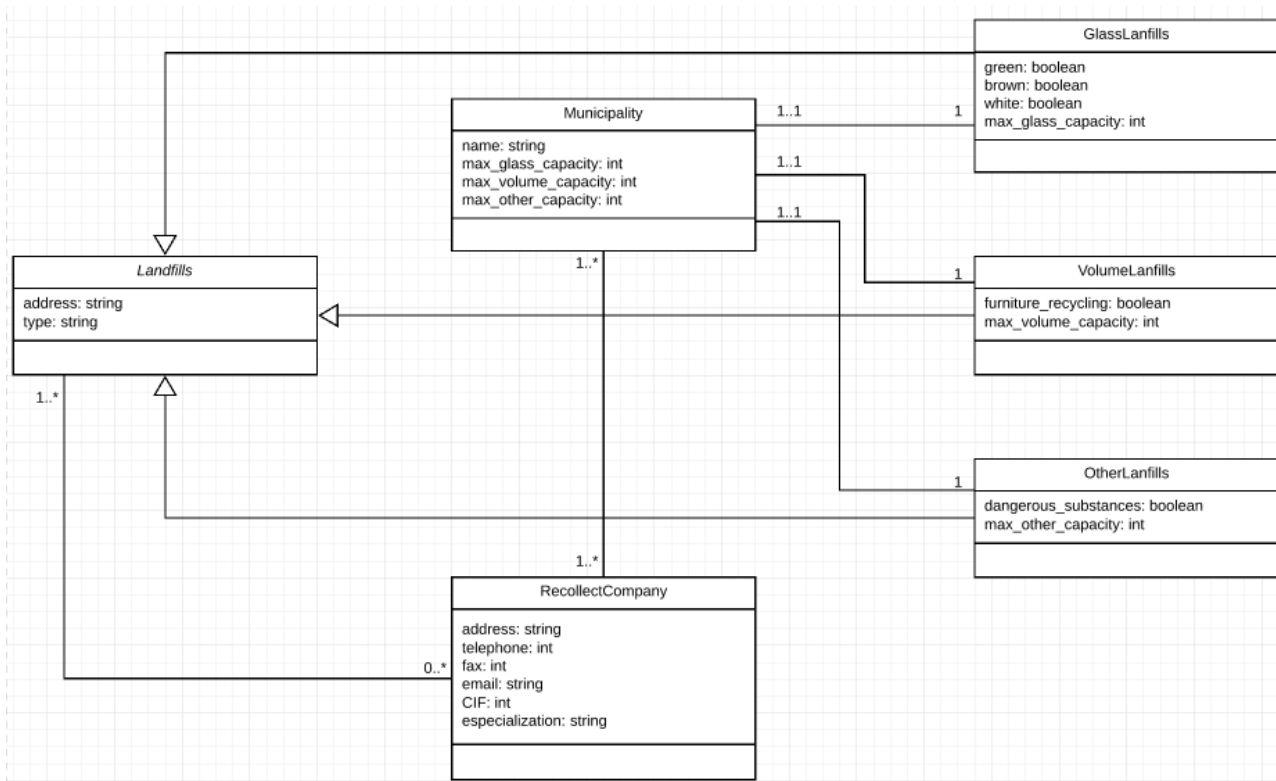 GlassLanfills
green: boolean
brown: boolean
white: boolean
max_glass_capacity: int
Municipality
name: string
max_glass_capacity: int
max_volume_capacity: int
max_other_capacity: int
1..1
1
1..1
1..1
1
1..*
Landfills
address: string
type: string
1..*
VolumeLanfills
furniture_recycling: boolean
max_volume_capacity: int
OtherLanfills
dangerous_substances: boolean
max_other_capacity: int
1
1..*
0..*
RecollectCompany
address: string
telephone: int
fax: int
email: string
CIF: int
especialization: string